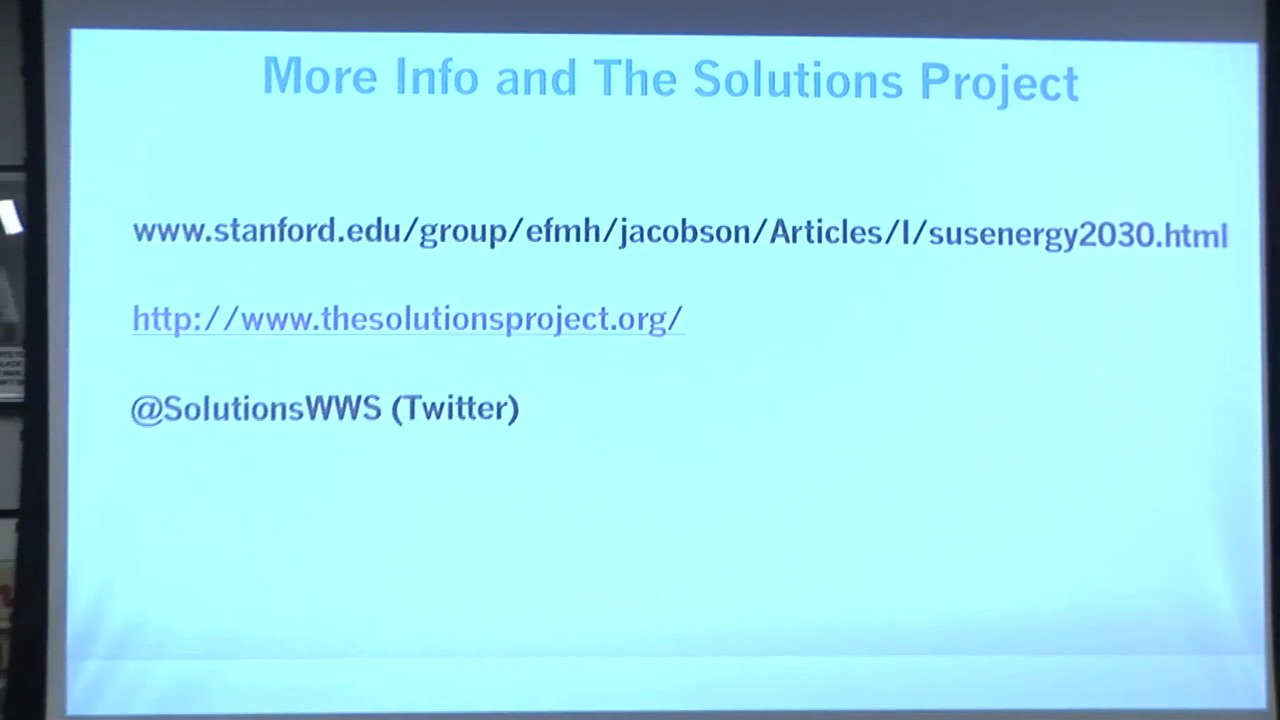 More Info and The Solutions Project
www.stanford.edu/group/efmh/jacobson/Articles/I/susenergy2030.html
http://www.thesolutionsproject.org/
@SolutionsWWS (Twitter)